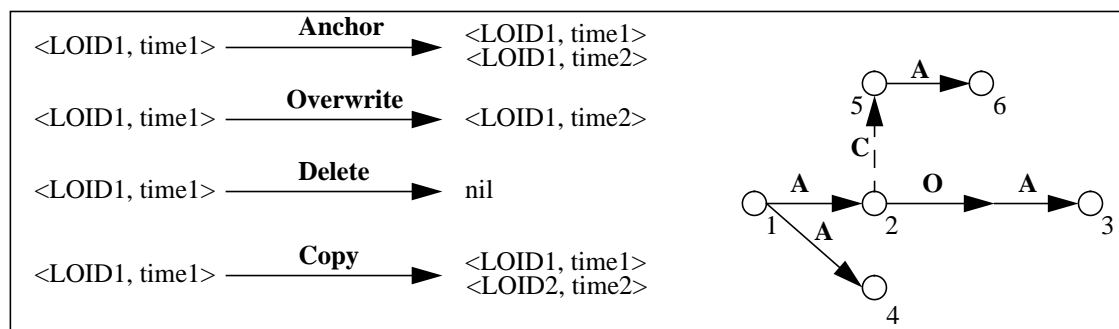 Anchor
<LOID1, time1>
<LOID1, time1>
<LOID1, time2>
Overwrite
<LOID1, time1>
<LOID1, time2>
Delete
<LOID1, time1>
nil
Copy
<LOID1, time1>
<LOID1, time1>
<LOID2, time2>
A
5
6
C
A
O
A
1
2
3
A
4